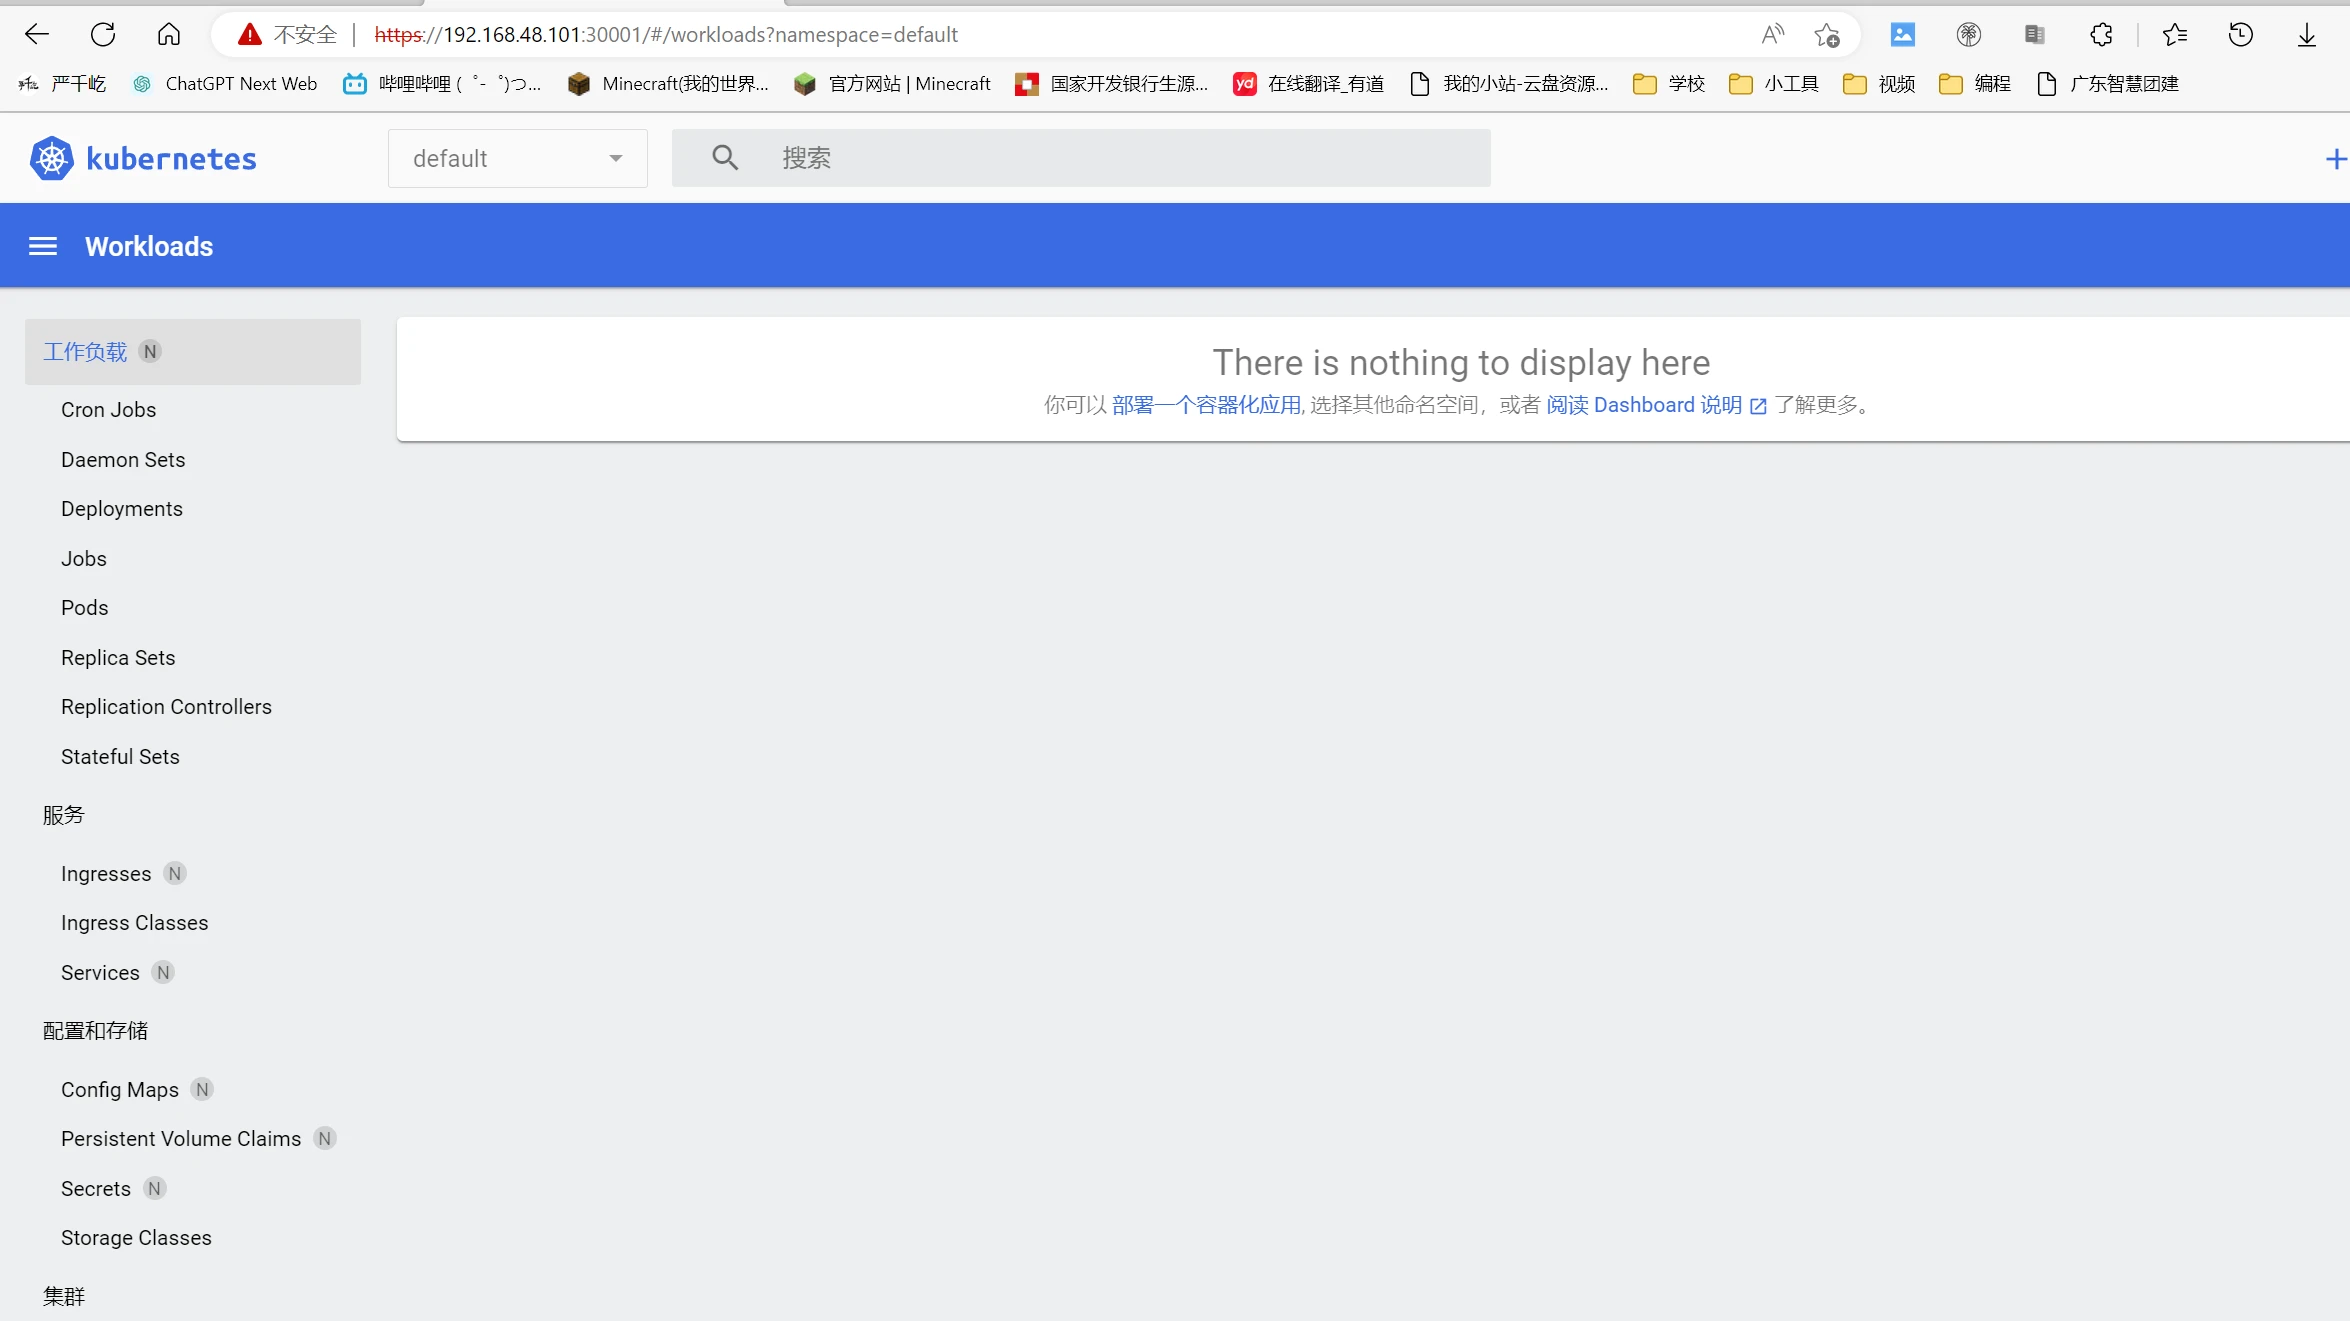 不安全 | https://192.168.48.101:30001/#/workloads?namespace=default
严千屹 ChatGPT Next Web 哔哩哔哩 (゜-゜)つ... Minecraft(我的世界... 官方网站 | Minecraft 国家开发银行生源... 在线翻译_有道 我的小站-云盘资源... 学校 小工具 视频 编程 广东智慧团建
kubernetes default 搜索
Workloads
工作负载 N
There is nothing to display here
你可以 部署一个容器化应用, 选择其他命名空间，或者 阅读 Dashboard 说明 了解更多。
Cron Jobs
Daemon Sets
Deployments
Jobs
Pods
Replica Sets
Replication Controllers
Stateful Sets
服务
Ingresses N
Ingress Classes
Services N
配置和存储
Config Maps N
Persistent Volume Claims N
Secrets N
Storage Classes
集群